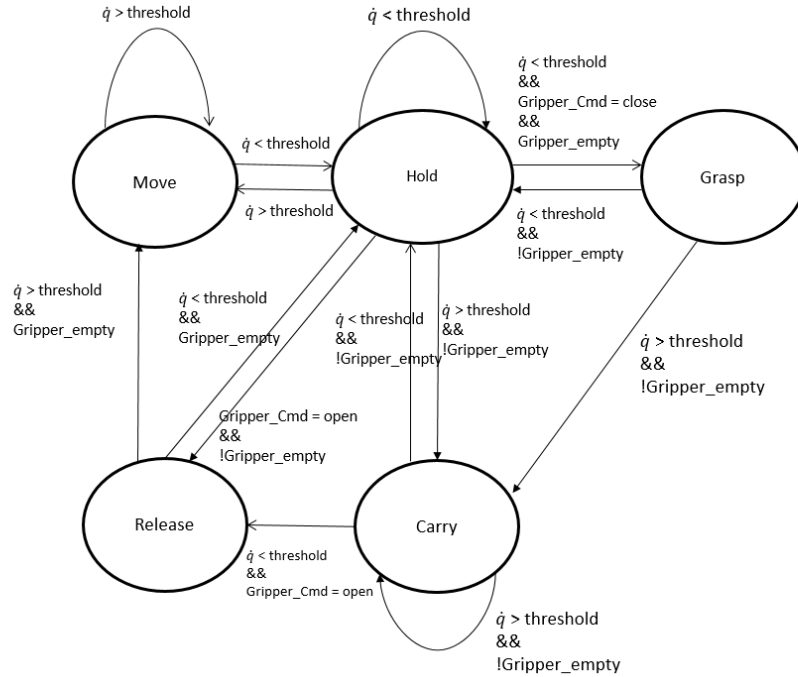 q̇ > threshold
q̇ < threshold
q̇ < threshold
&&
Gripper_Cmd = close
&&
Gripper_empty
q̇ < threshold
Move
Hold
Grasp
q̇ > threshold
q̇ < threshold
&&
!Gripper_empty
q̇ > threshold
&&
Gripper_empty
q̇ < threshold
&&
Gripper_empty
q̇ < threshold
&&
!Gripper_empty
q̇ > threshold
&&
!Gripper_empty
q̇ > threshold
&&
!Gripper_empty
Gripper_Cmd = open
&&
!Gripper_empty
Release
Carry
q̇ < threshold
&&
Gripper_Cmd = open
q̇ > threshold
&&
!Gripper_empty